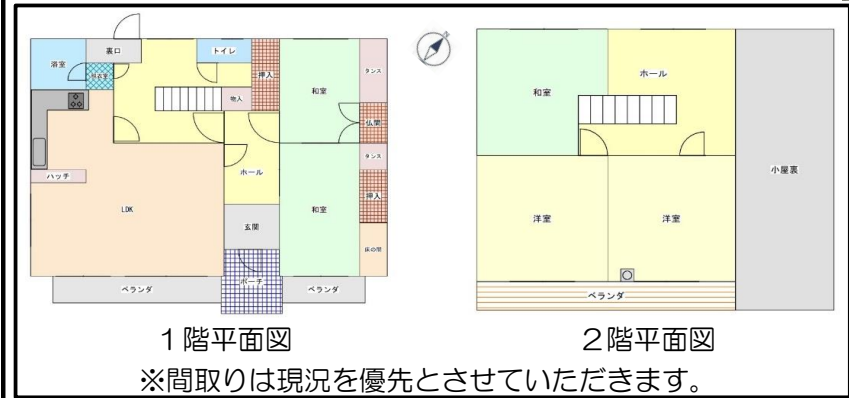 裏口
トイレ
浴室
脱衣室
押入
和室
タンス
物入
仏間
ハッチ
ホール
タンス
押入
LDK
玄関
和室
床の間
ポーチ
ベランダ
ベランダ
1階平面図
ホール
和室
小屋裏
洋室
洋室
ベランダ
2階平面図
※間取りは現況を優先とさせていただきます。